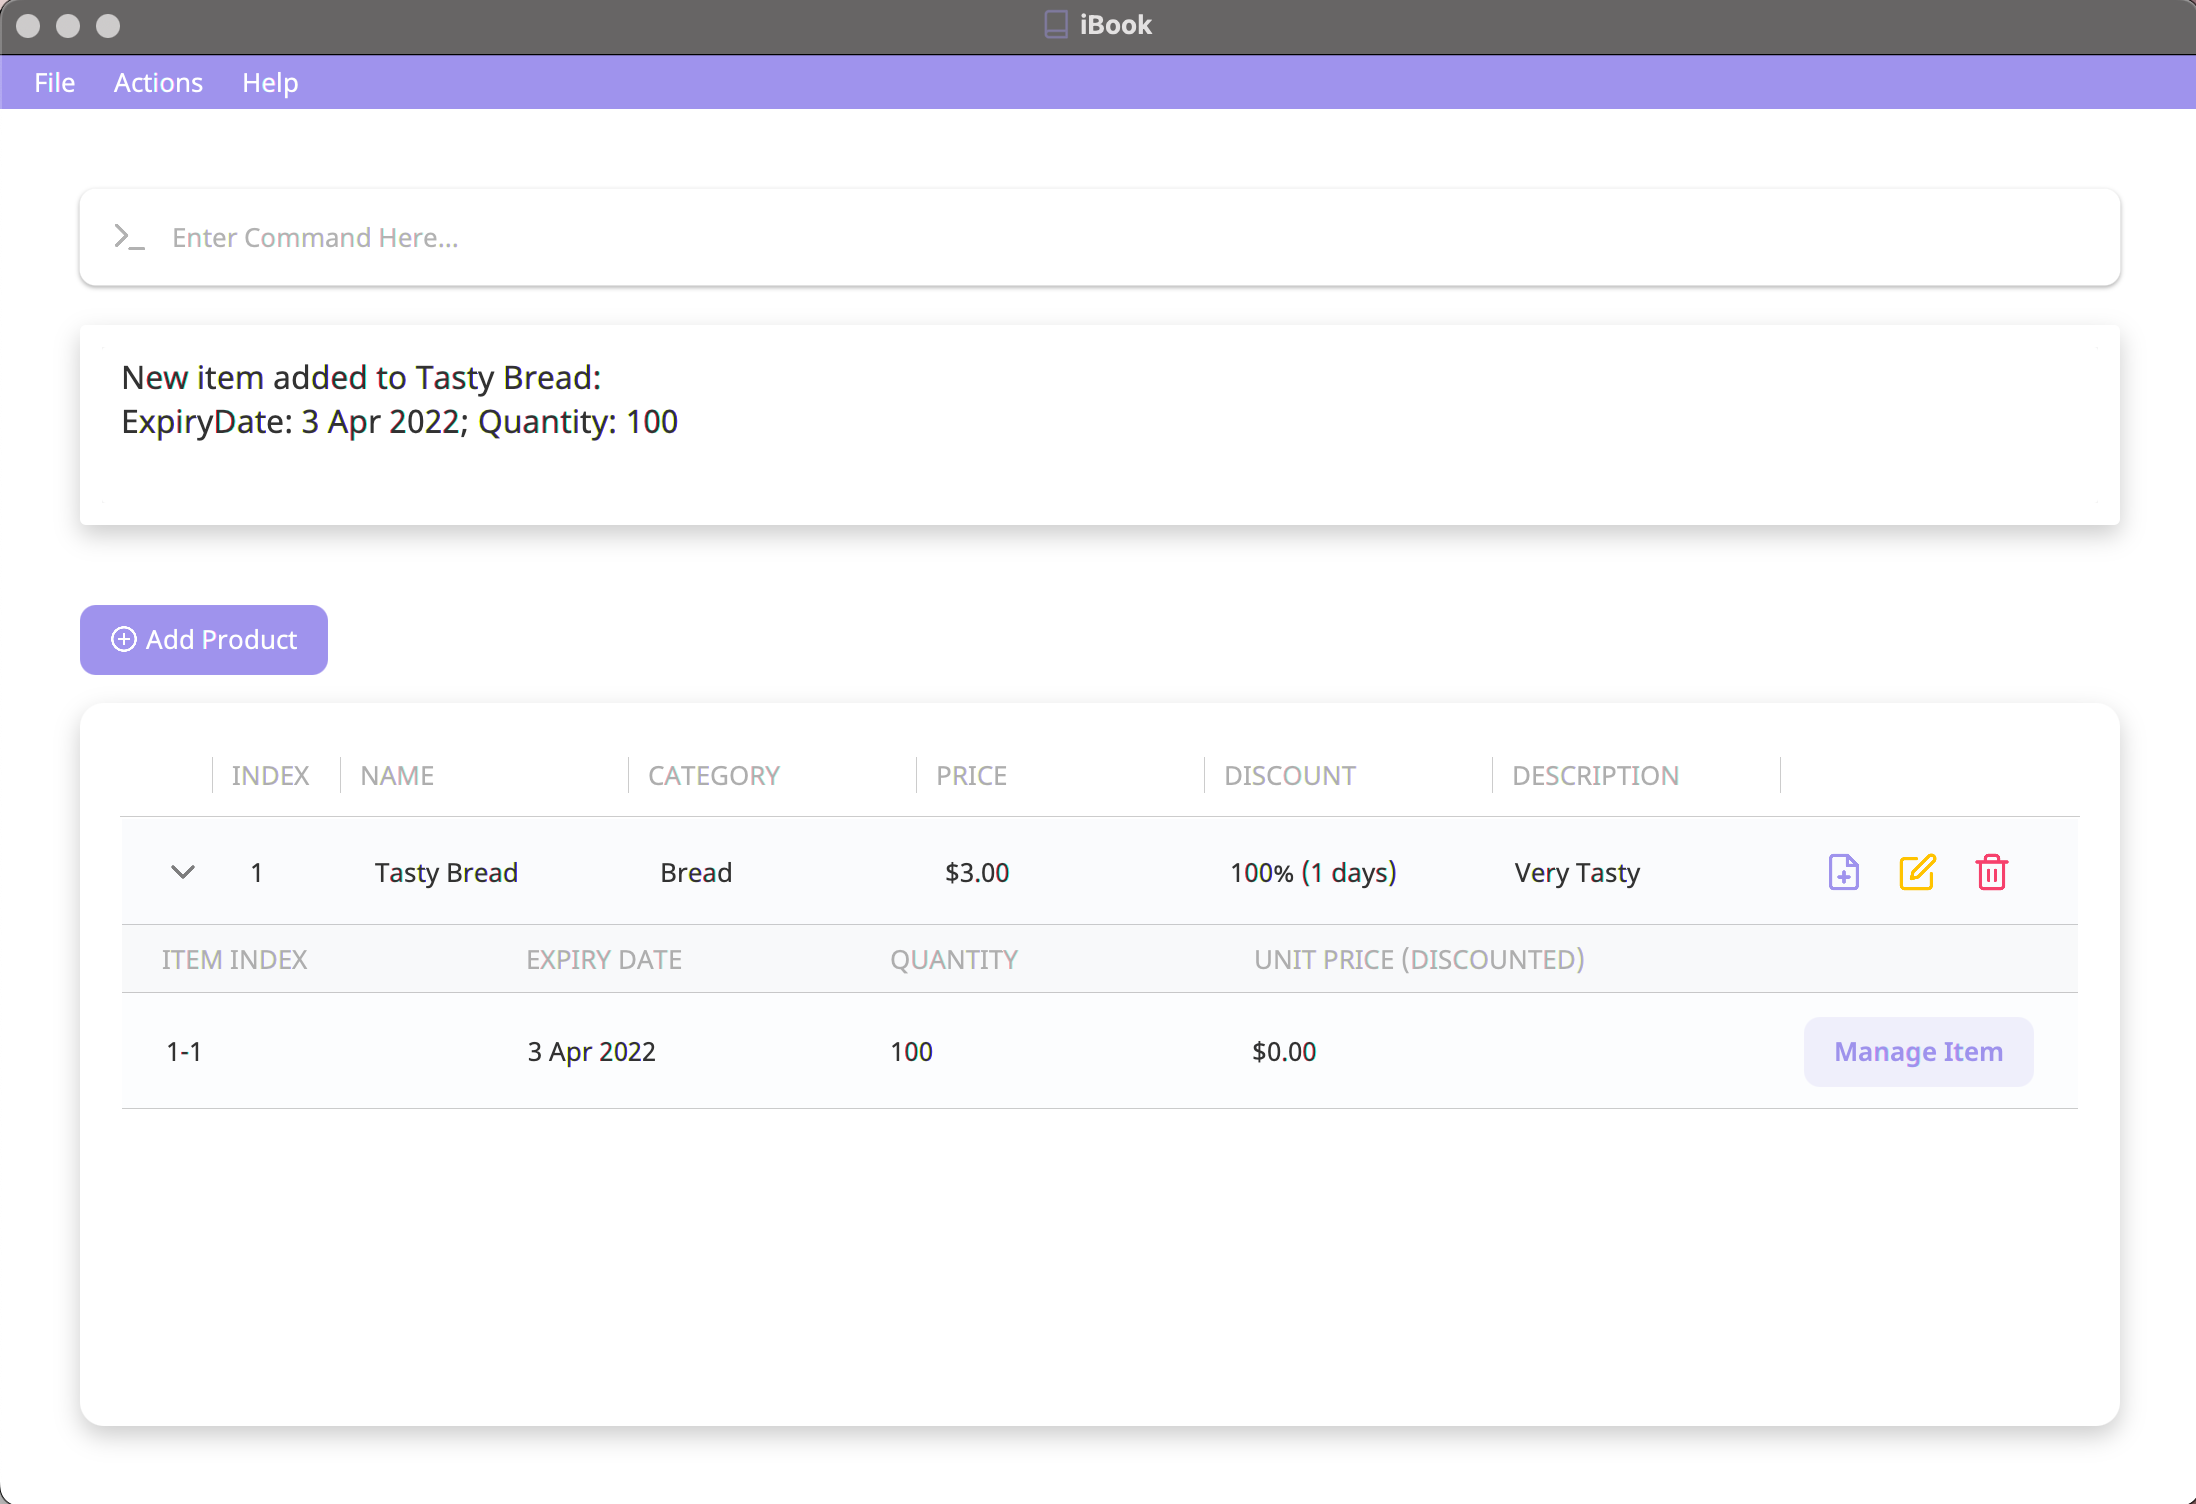 iBook
File Actions Help
Enter Command Here...
New item added to Tasty Bread:
ExpiryDate: 3 Apr 2022; Quantity: 100
Add Product
INDEX NAME CATEGORY PRICE DISCOUNT DESCRIPTION
1 Tasty Bread Bread $3.00 100% (1 days) Very Tasty
ITEM INDEX EXPIRY DATE QUANTITY UNIT PRICE (DISCOUNTED)
1-1 3 Apr 2022 100 $0.00 Manage Item